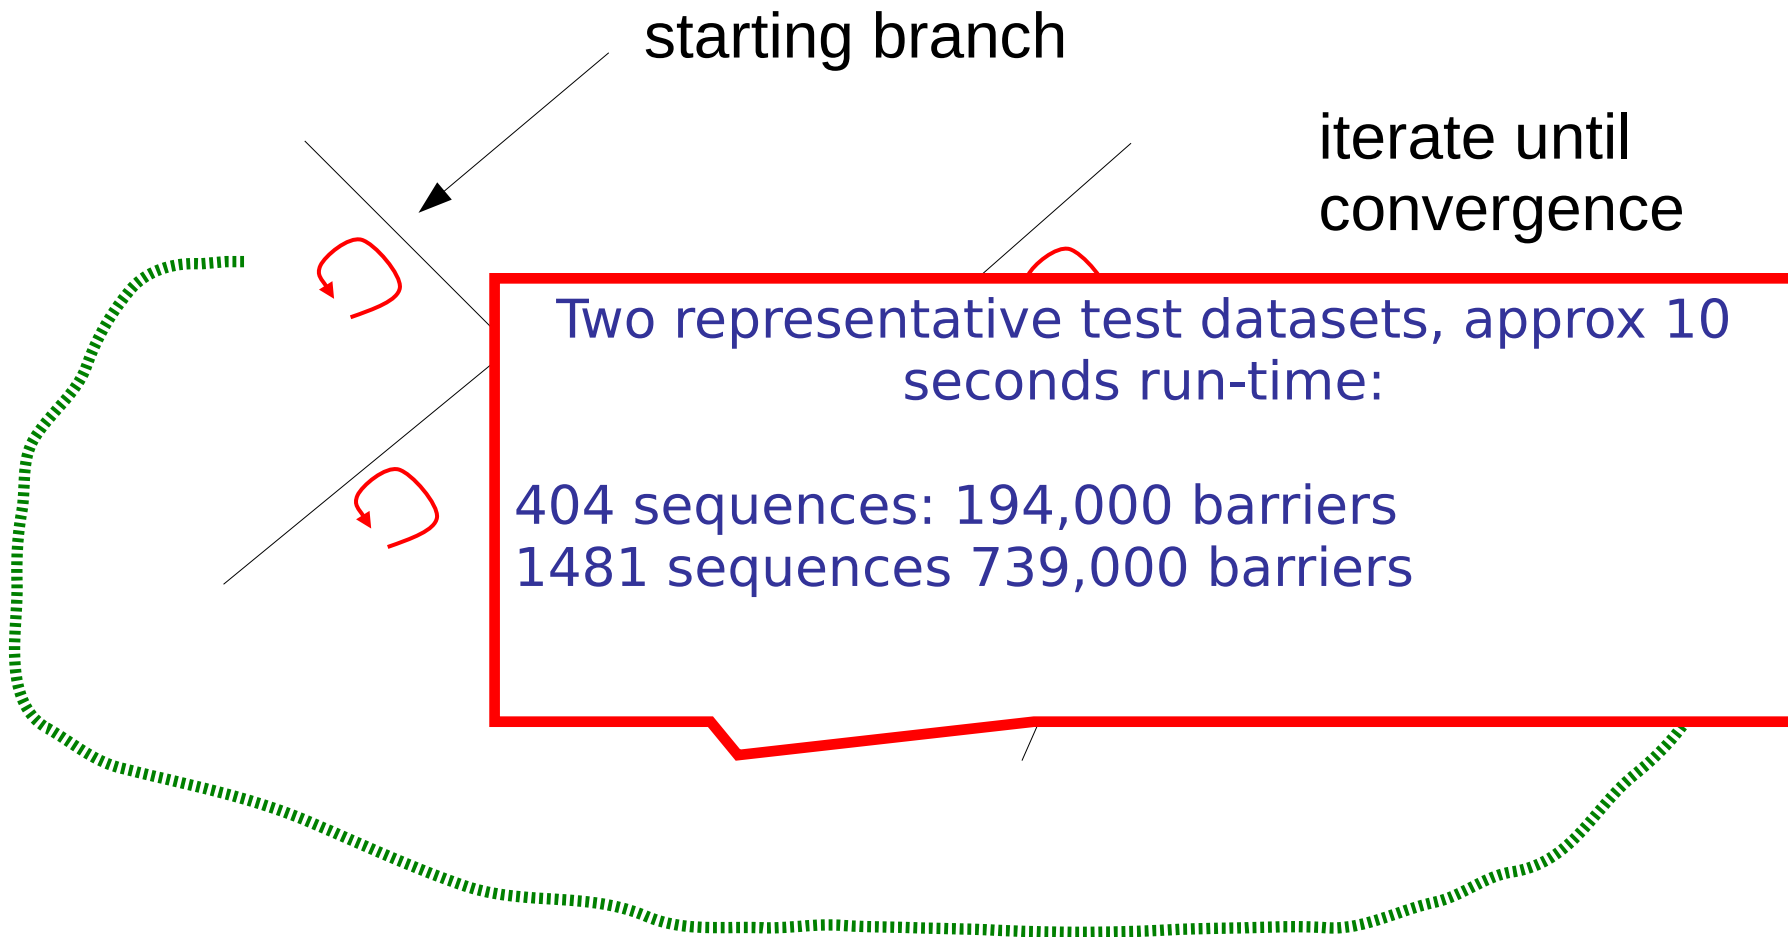 starting branch
iterate until
convergence
Two representative test datasets, approx 10
seconds run-time:
404 sequences: 194,000 barriers
1481 sequences 739,000 barriers